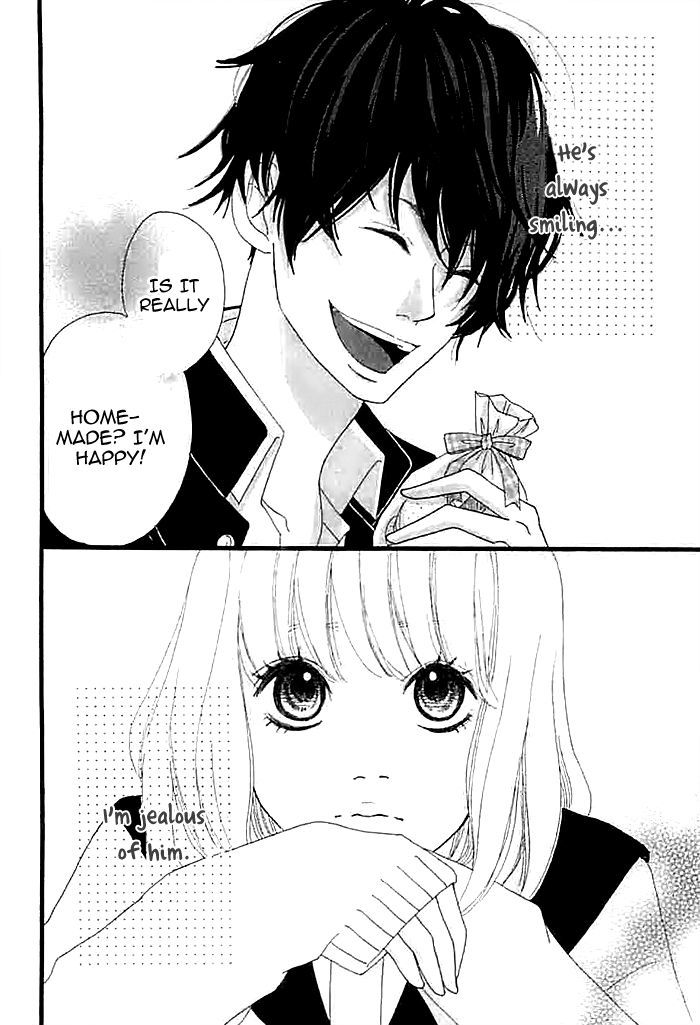 He's
always
smiling...
IS IT
REALLY
HOME-
MADE? I'M
HAPPY!
I'm jealous
of him.